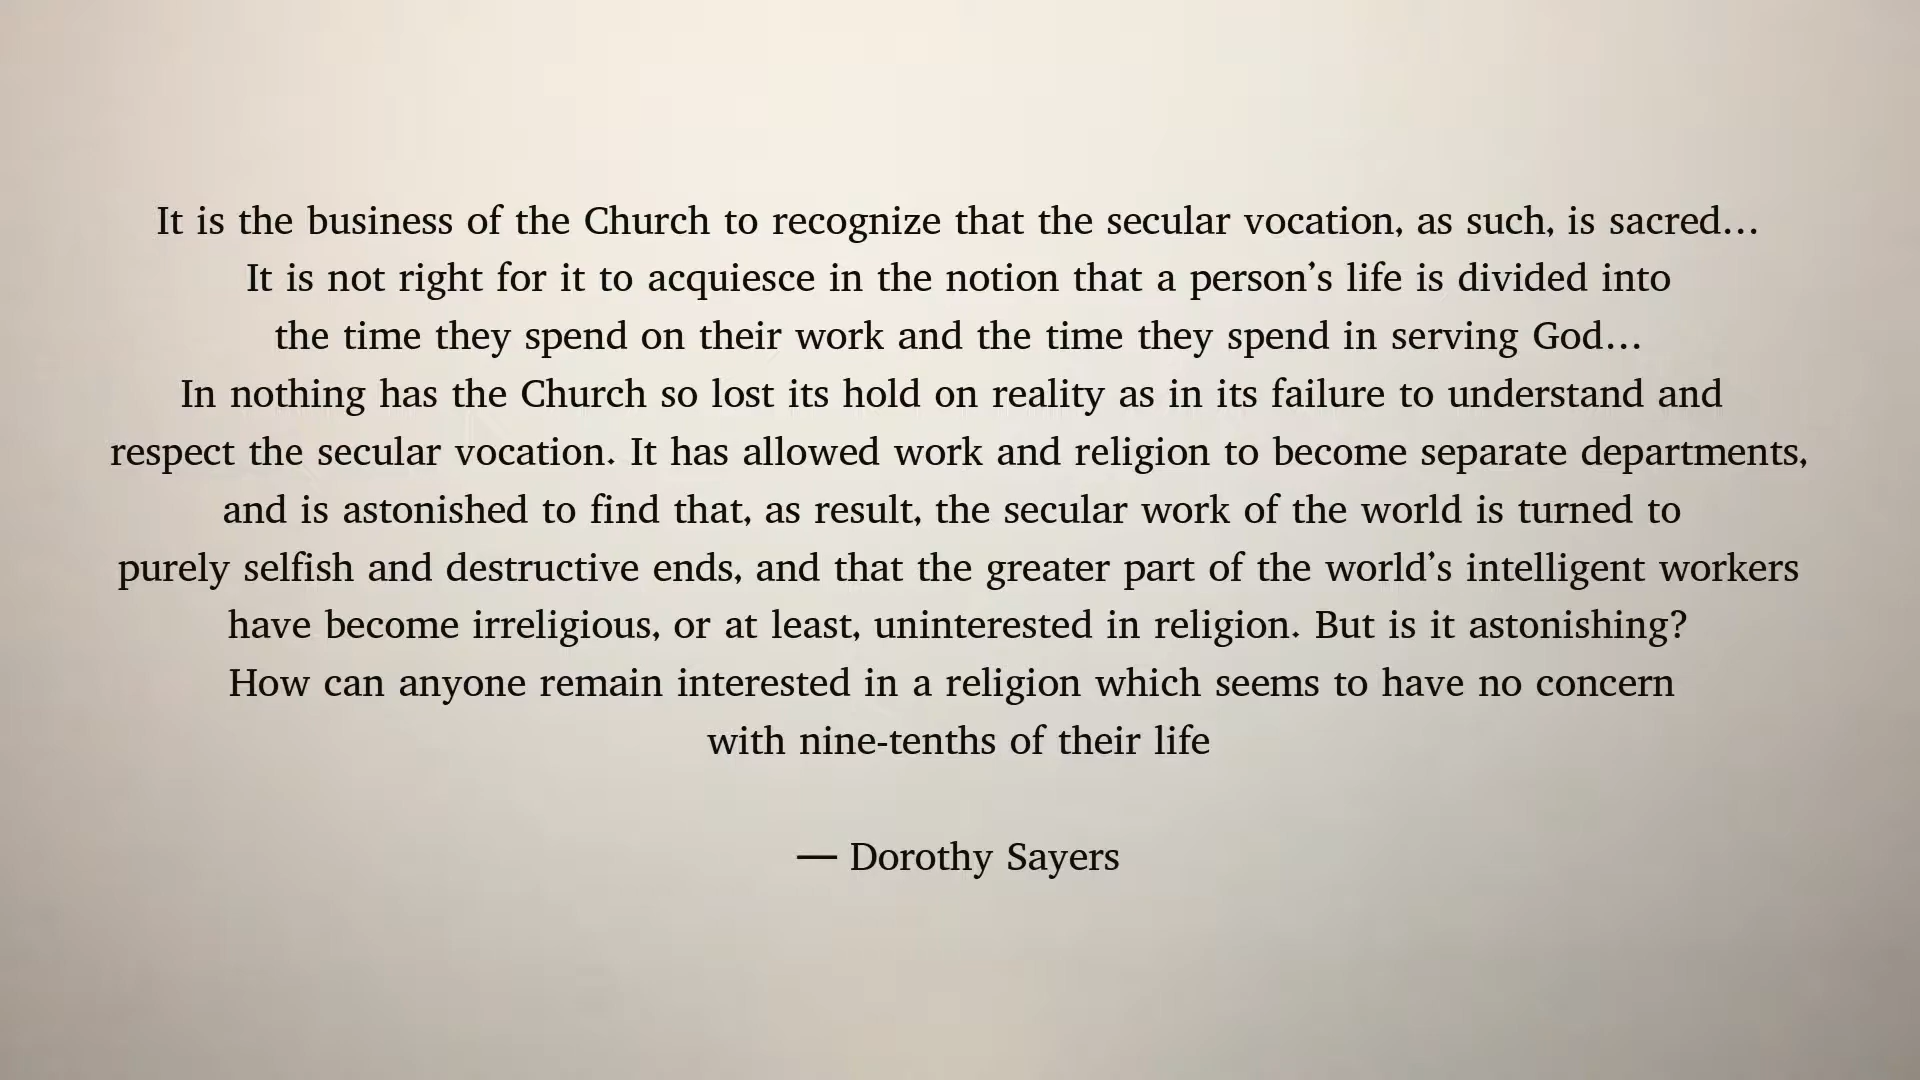 It is the business of the Church to recognize that the secular vocation, as such, is sacred...
It is not right for it to acquiesce in the notion that a person’s life is divided into
the time they spend on their work and the time they spend in serving God...
In nothing has the Church so lost its hold on reality as in its failure to understand and
respect the secular vocation. It has allowed work and religion to become separate departments,
and is astonished to find that, as result, the secular work of the world is turned to
purely selfish and destructive ends, and that the greater part of the world’s intelligent workers
have become irreligious, or at least, uninterested in religion. But is it astonishing?
How can anyone remain interested in a religion which seems to have no concern
with nine-tenths of their life
— Dorothy Sayers